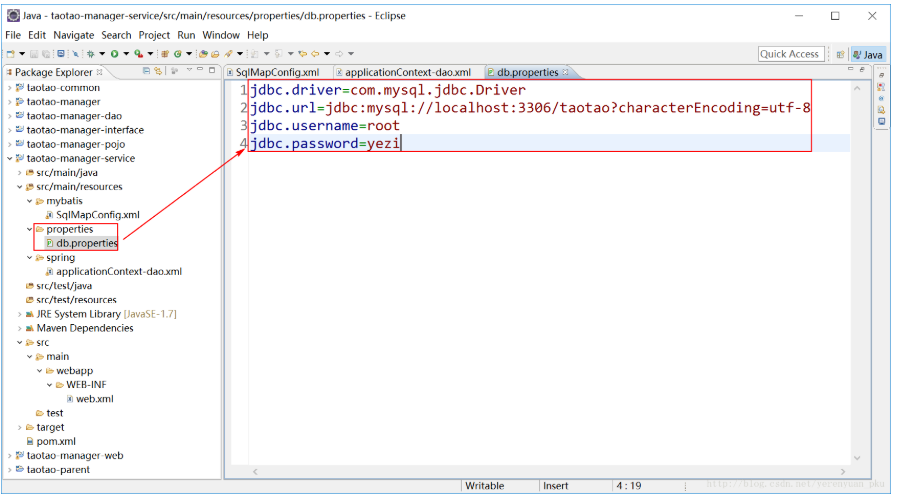 Java - taotao-manager-service/src/main/resources/properties/db.properties - Eclipse
File Edit Navigate Search Project Run Window Help
Quick Access
Java
Package Explorer
SqlMapConfig.xml
applicationContext-dao.xml
db.properties
taotao-common
taotao-manager
taotao-manager-dao
taotao-manager-interface
taotao-manager-pojo
taotao-manager-service
src/main/java
src/main/resources
mybatis
SqlMapConfig.xml
properties
db.properties
spring
applicationContext-dao.xml
src/test/java
src/test/resources
JRE System Library [JavaSE-1.7]
Maven Dependencies
src
main
webapp
WEB-INF
web.xml
test
target
pom.xml
taotao-manager-web
taotao-parent
1 jdbc.driver=com.mysql.jdbc.Driver
2 jdbc.url=jdbc:mysql://localhost:3306/taotao?characterEncoding=utf-8
3 jdbc.username=root
4 jdbc.password=yezi
Writable
Insert
4 : 19
http://blog.csdn.net/yerenyuan_pku